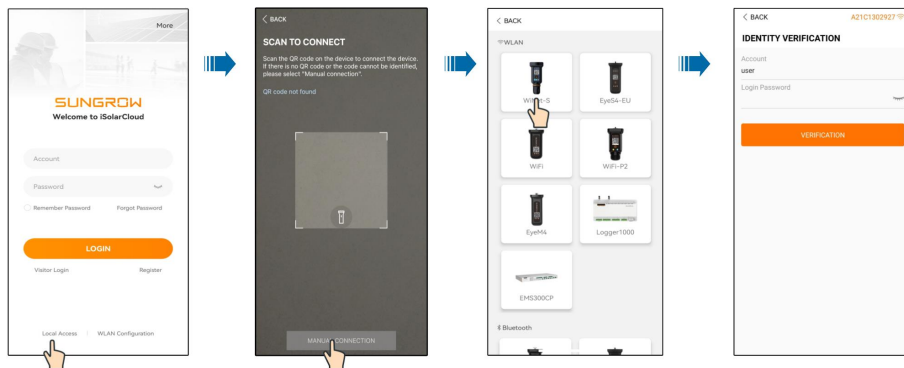 More
SUNGROW
Welcome to iSolarCloud
Account
Password
Remember Password Forgot Password
LOGIN
Visitor Login Register
Local Access WLAN Configuration
BACK
SCAN TO CONNECT
Scan the QR code on the device to connect the device.
If there is no QR code or the code cannot be identified,
please select "Manual connection".
QR code not found
MANUAL CONNECTION
BACK
WLAN
EyeS4-EU
WiFi WiFi-P2
EyeM4 Logger1000
EMS300CP
Bluetooth
BACK A21C1302927
IDENTITY VERIFICATION
Account
user
Login Password
VERIFICATION